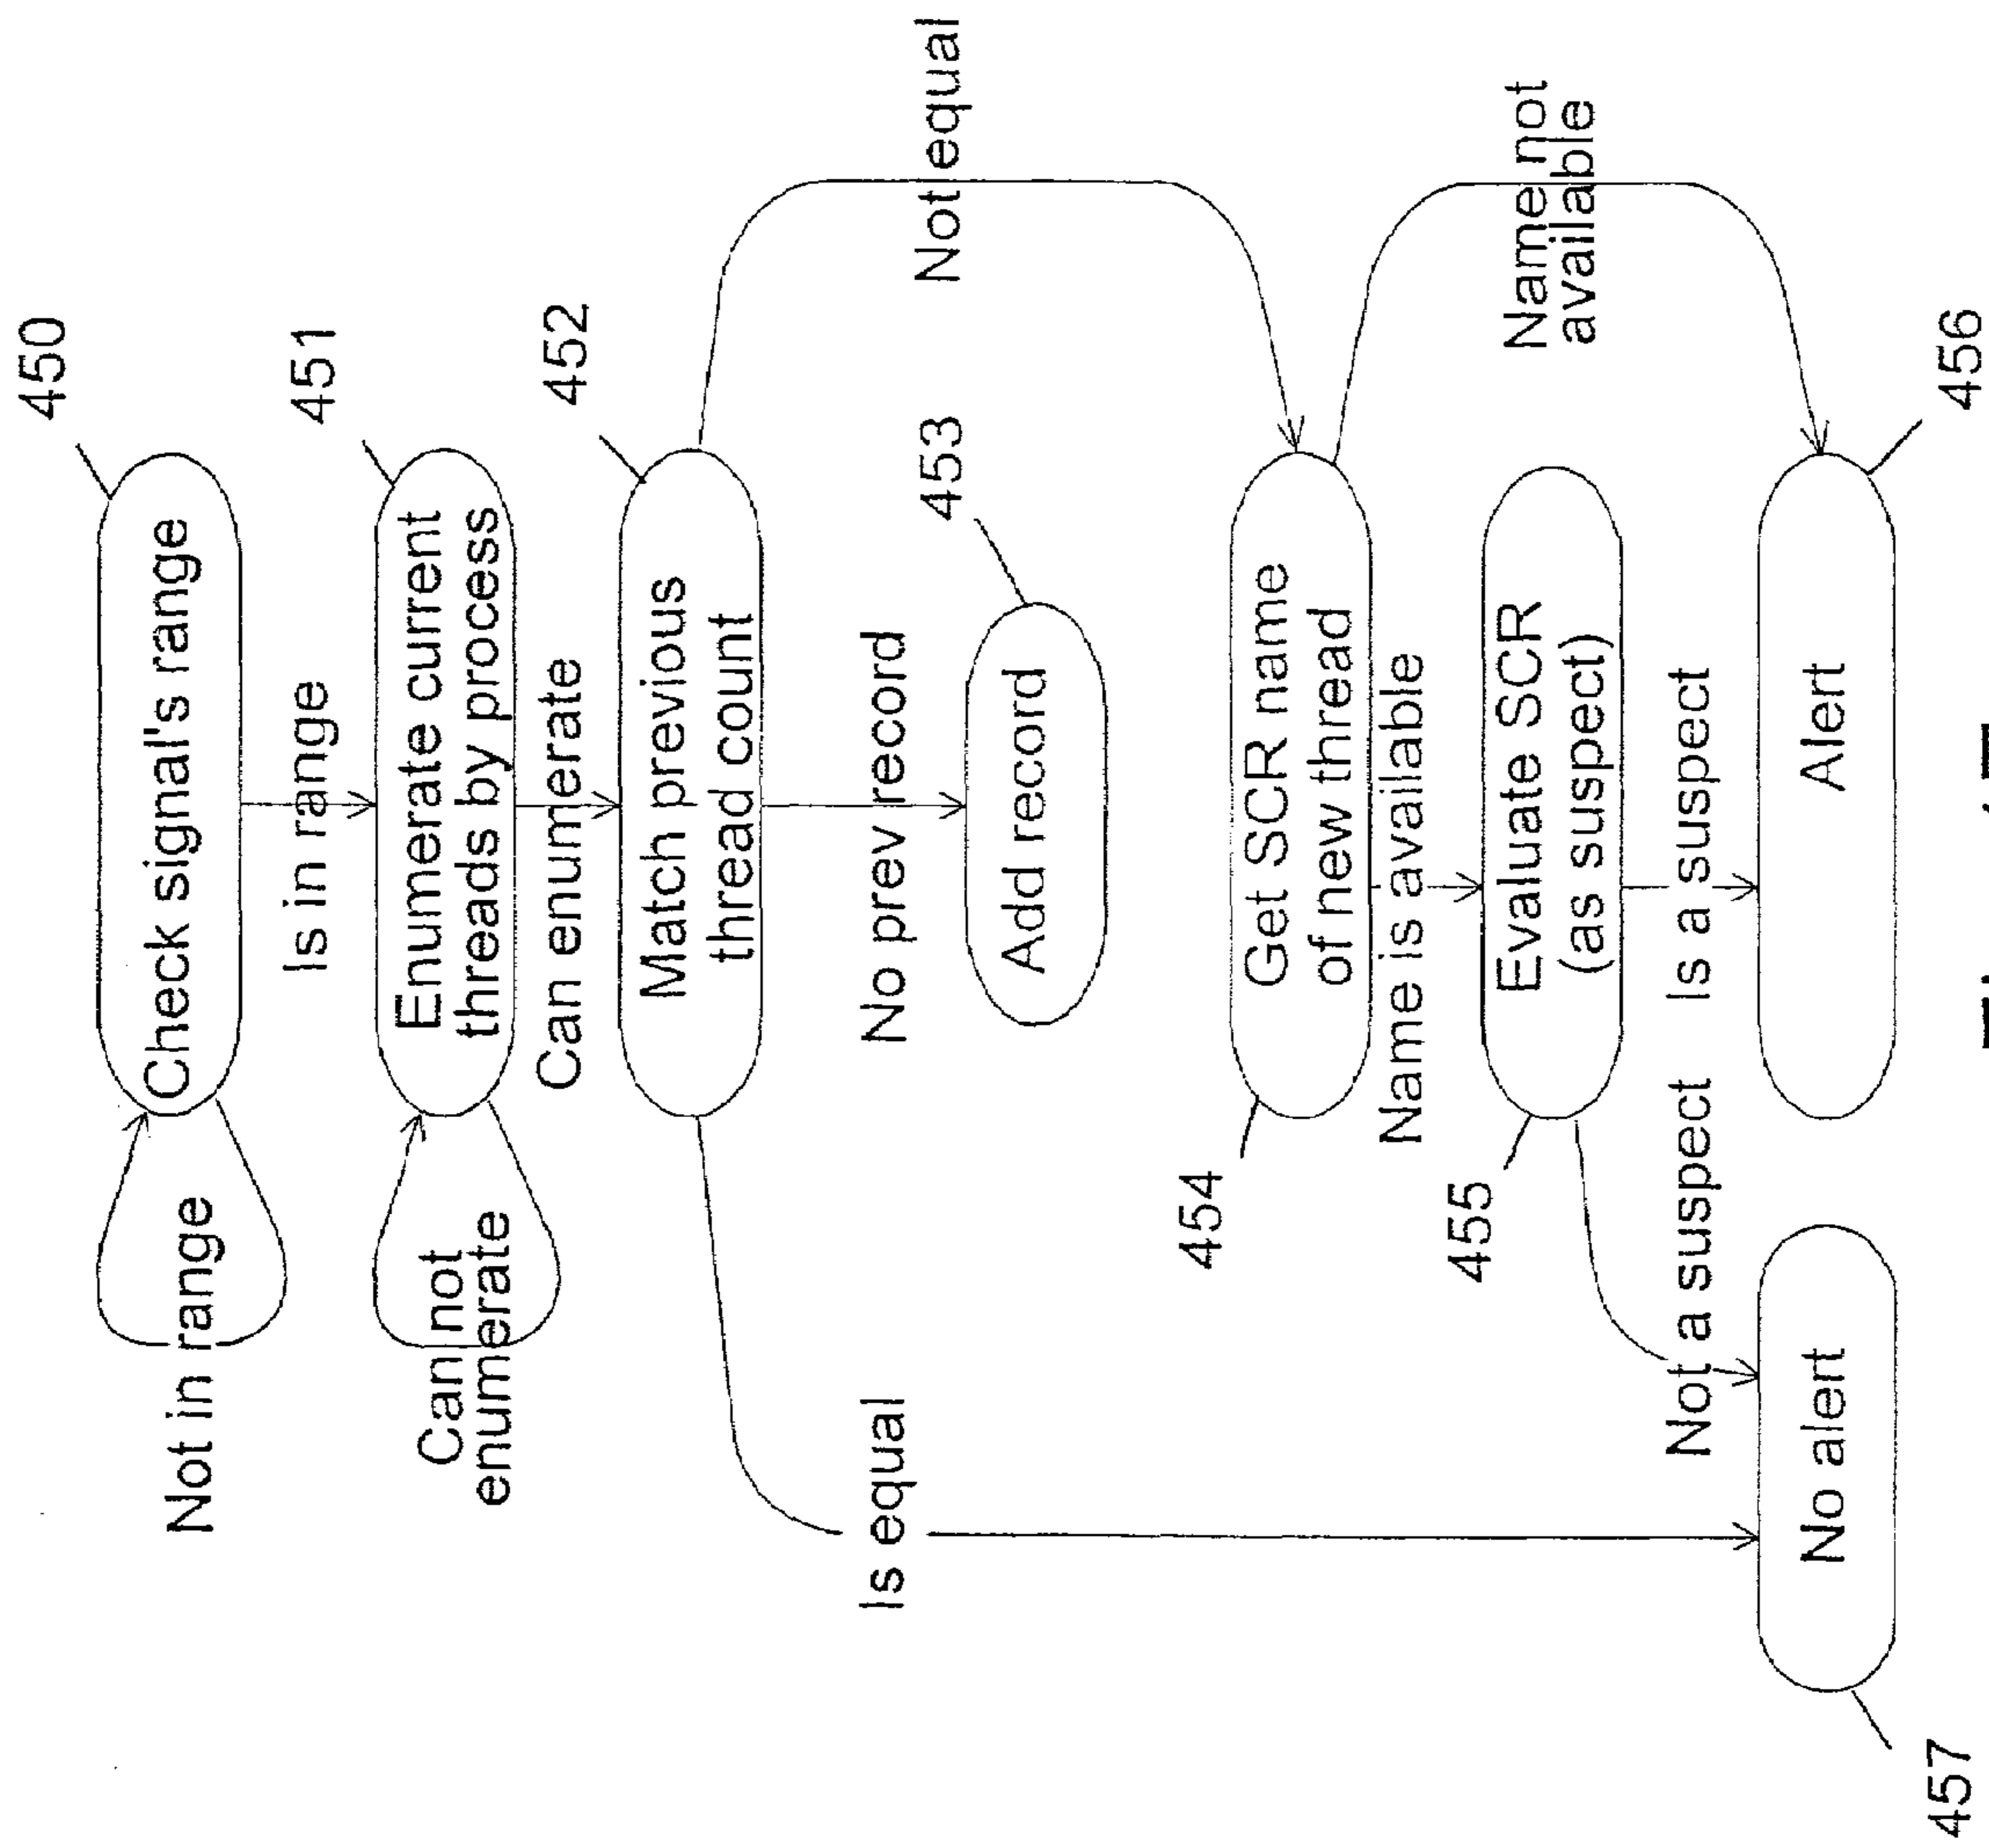 450
Check signal's range
Not in range
Is in range
451
Enumerate current
threads by process
Can not
enumerate
Can enumerate
452
Match previous
thread count
Is equal
No prev record
Not equal
453
Add record
454
Get SCR name
of new thread
Name is available
Name not
available
455
Evaluate SCR
(as suspect)
Not a suspect
Is a suspect
456
Alert
No alert
457